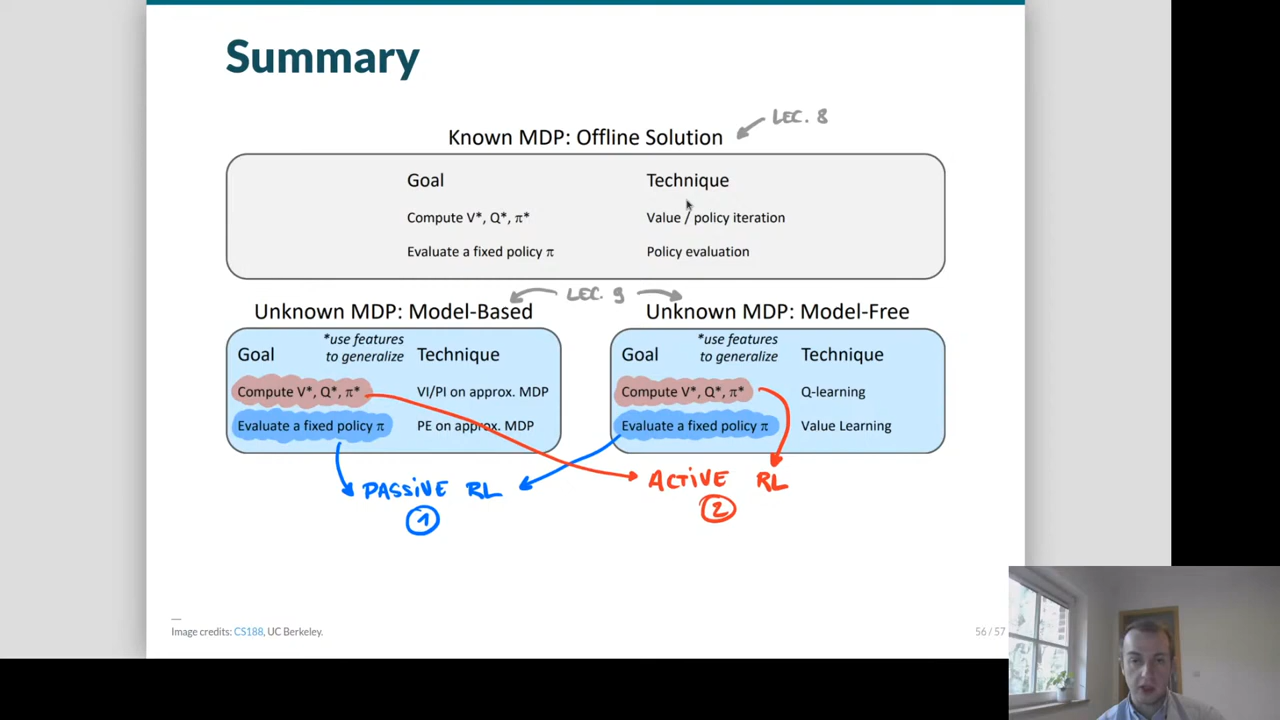 Summary
LEC. 8
Known MDP: Offline Solution
Goal Technique
Compute V*, Q*, π* Value / policy iteration
Evaluate a fixed policy π Policy evaluation
LEC. 9
Unknown MDP: Model-Based Unknown MDP: Model-Free
*use features *use features
Goal to generalize Technique Goal to generalize Technique
Compute V*, Q*, π* VI/PI on approx. MDP Compute V*, Q*, π* Q-learning
Evaluate a fixed policy π PE on approx. MDP Evaluate a fixed policy π Value Learning
PASSIVE RL ACTIVE RL
1 2
Image credits: CS188, UC Berkeley. 56 / 57